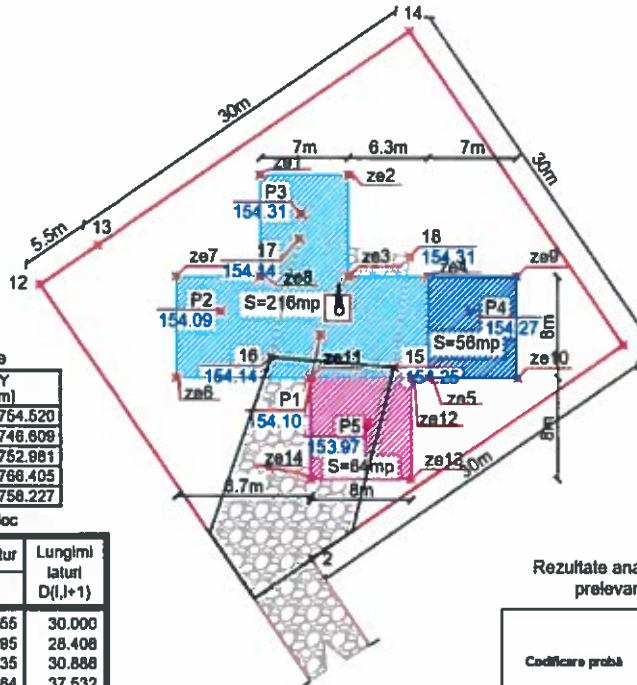 14
30m
7m
6.3m
7m
30m
ze1
ze2
P3
154.31
5.5m
13
12
17
18
154.31
ze7
154.14
ze8
ze3
ze4
ze9
P2
154.09
S=216mp
P4
154.27
S=56mp
8m
16
154.14
ze11
15
154.25
ze10
ze6
P1
154.10
ze12
ze5
P5
153.97
8m
ze14
S=64mp
ze13
8m
30m
2
Y
754.520
746.609
752.981
766.405
758.227
Lungimi
laturi
D(i,i+1)
30.000
28.408
30.888
37.532
Rezultate ana
prelevar
Codificare probă